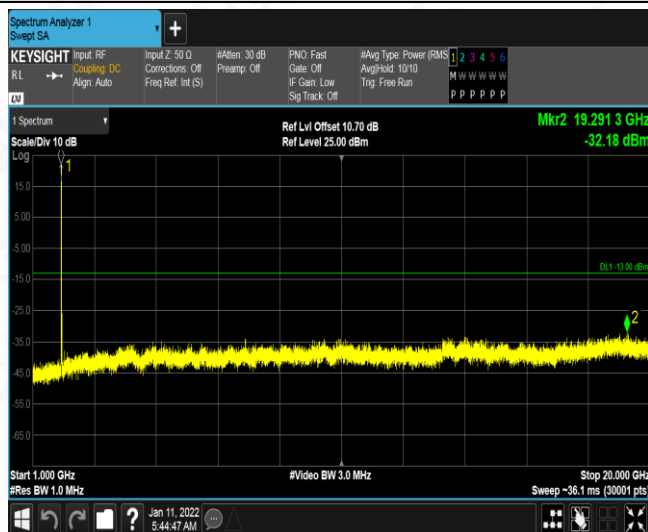 Spectrum Analyzer 1
Swept SA
KEYSIGHT
RL
LXI
Input: RF
Coupling: DC
Align: Auto
Input Z: 50 Ω
Corrections: Off
Freq Ref: Int (S)
#Atten: 30 dB
Preamp: Off
PNO: Fast
Gate: Off
IF Gain: Low
Sig Track: Off
#Avg Type: Power (RMS
Avg|Hold: 10/10
Trig: Free Run
1 2 3 4 5 6
M W W W W W
P P P P P P
1 Spectrum
Scale/Div 10 dB
Log
Ref Lvl Offset 10.70 dB
Ref Level 25.00 dBm
Mkr2 19.291 3 GHz
-32.18 dBm
1
15.0
5.00
-5.00
DL1 -13.00 dBm
-15.0
-25.0
2
-35.0
-45.0
-55.0
-65.0
Start 1.000 GHz
#Res BW 1.0 MHz
#Video BW 3.0 MHz
Stop 20.000 GHz
Sweep ~36.1 ms (30001 pts)
?
Jan 11, 2022
5:44:47 AM